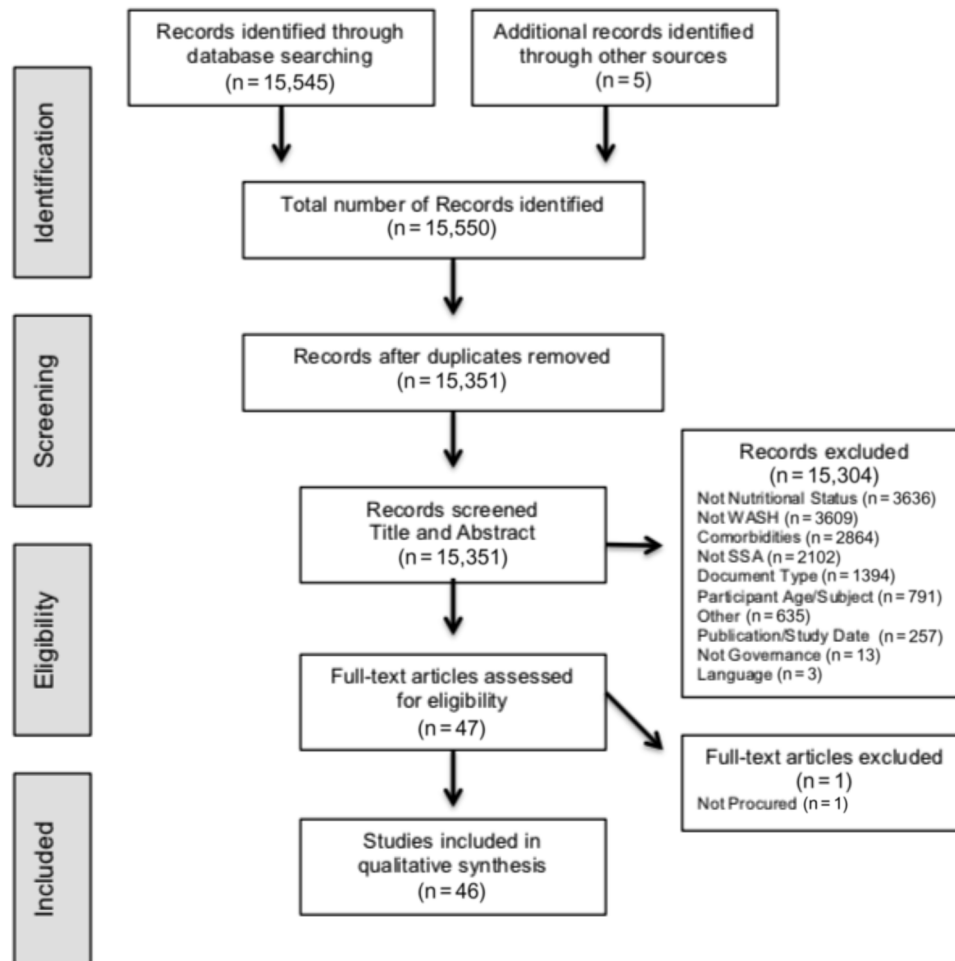 Records identified through
database searching
(n = 15,545)
Additional records identified
through other sources
(n = 5)
Identification
Total number of Records identified
(n = 15,550)
Screening
Records after duplicates removed
(n = 15,351)
Records screened
Title and Abstract
(n = 15,351)
Records excluded
(n = 15,304)
Not Nutritional Status (n = 3636)
Not WASH (n = 3609)
Comorbidities (n = 2864)
Not SSA (n = 2102)
Document Type (n = 1394)
Participant Age/Subject (n = 791)
Other (n = 635)
Publication/Study Date (n = 257)
Not Governance (n = 13)
Language (n = 3)
Eligibility
Full-text articles assessed
for eligibility
(n = 47)
Full-text articles excluded
(n = 1)
Not Procured (n = 1)
Included
Studies included in
qualitative synthesis
(n = 46)